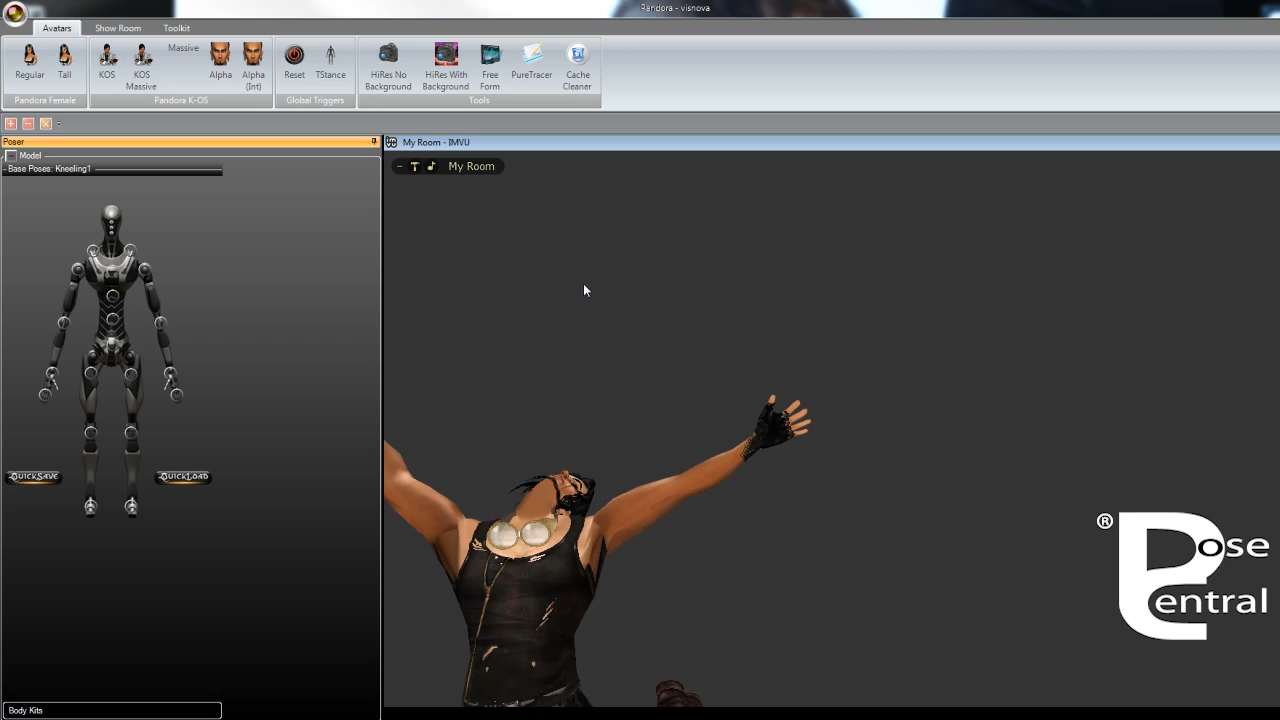 Pandora - visnova
Avatars Show Room Toolkit
Regular Tall KOS KOS Massive Massive Alpha Alpha (Int) Reset TStance HiRes No Background HiRes With Background Free Form PureTracer Cache Cleaner
Pandora Female Pandora K-OS Global Triggers Tools
Poser
My Room - IMVU
Model
My Room
Base Poses: Kneeling1
QUICKSAVE QUICKLOAD
® Pose
Central
Body Kits